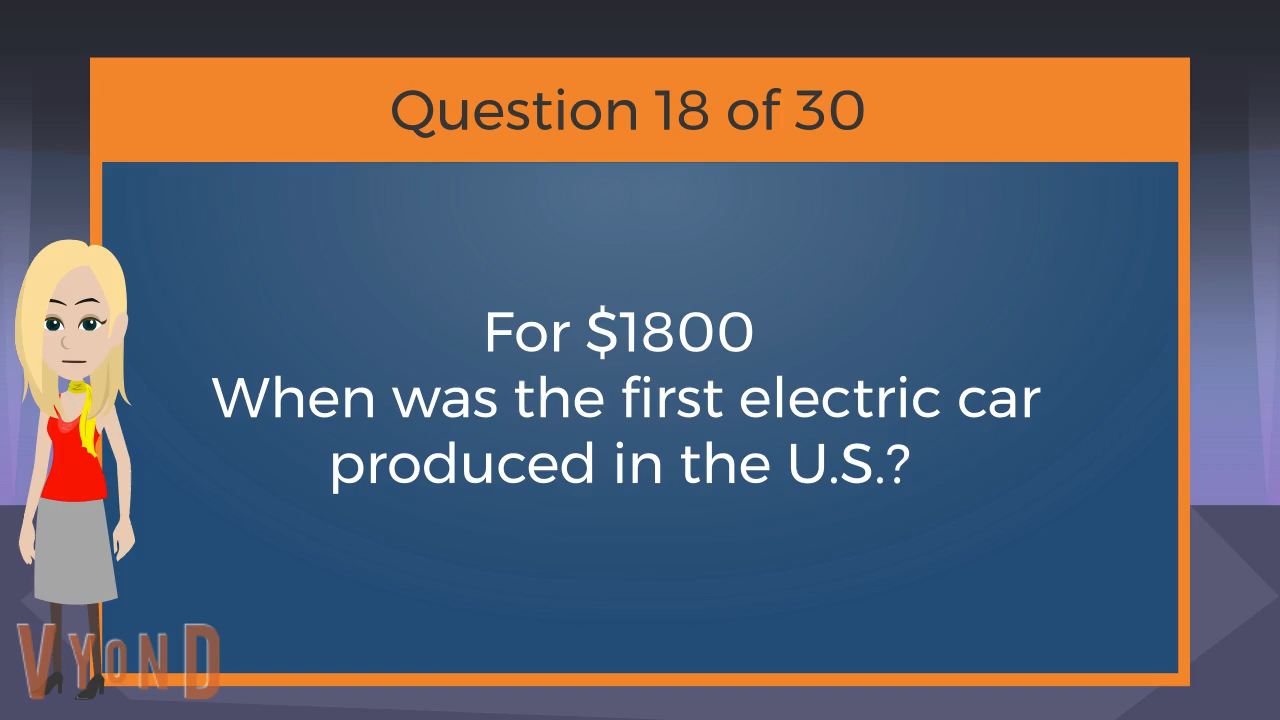 Question 18 of 30
For $1800
When was the first electric car
produced in the U.S.?
VYOND